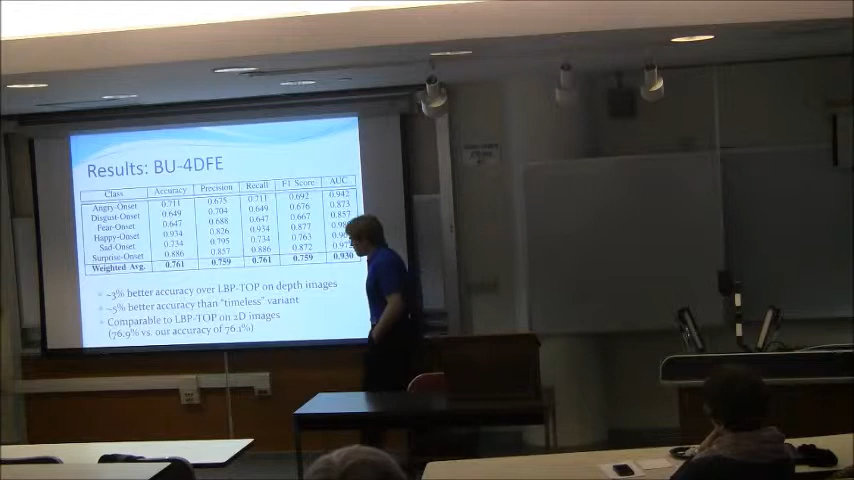 Results: BU-4DFE
Class Accuracy Precision Recall F1 Score AUC
Angry-Onset 0.711 0.675 0.711 0.692 0.942
Disgust-Onset 0.649 0.704 0.649 0.676 0.873
Fear-Onset 0.647 0.688 0.647 0.667 0.857
Happy-Onset 0.934 0.826 0.934 0.877
Sad-Onset 0.734 0.795 0.734 0.763
Surprise-Onset 0.886 0.857 0.886 0.872
Weighted Avg. 0.761 0.759 0.761 0.759 0.930
~3% better accuracy over LBP-TOP on depth images
~5% better accuracy than "timeless" variant
Comparable to LBP-TOP on 2D images
(76.9% vs. our accuracy of 76.1%)